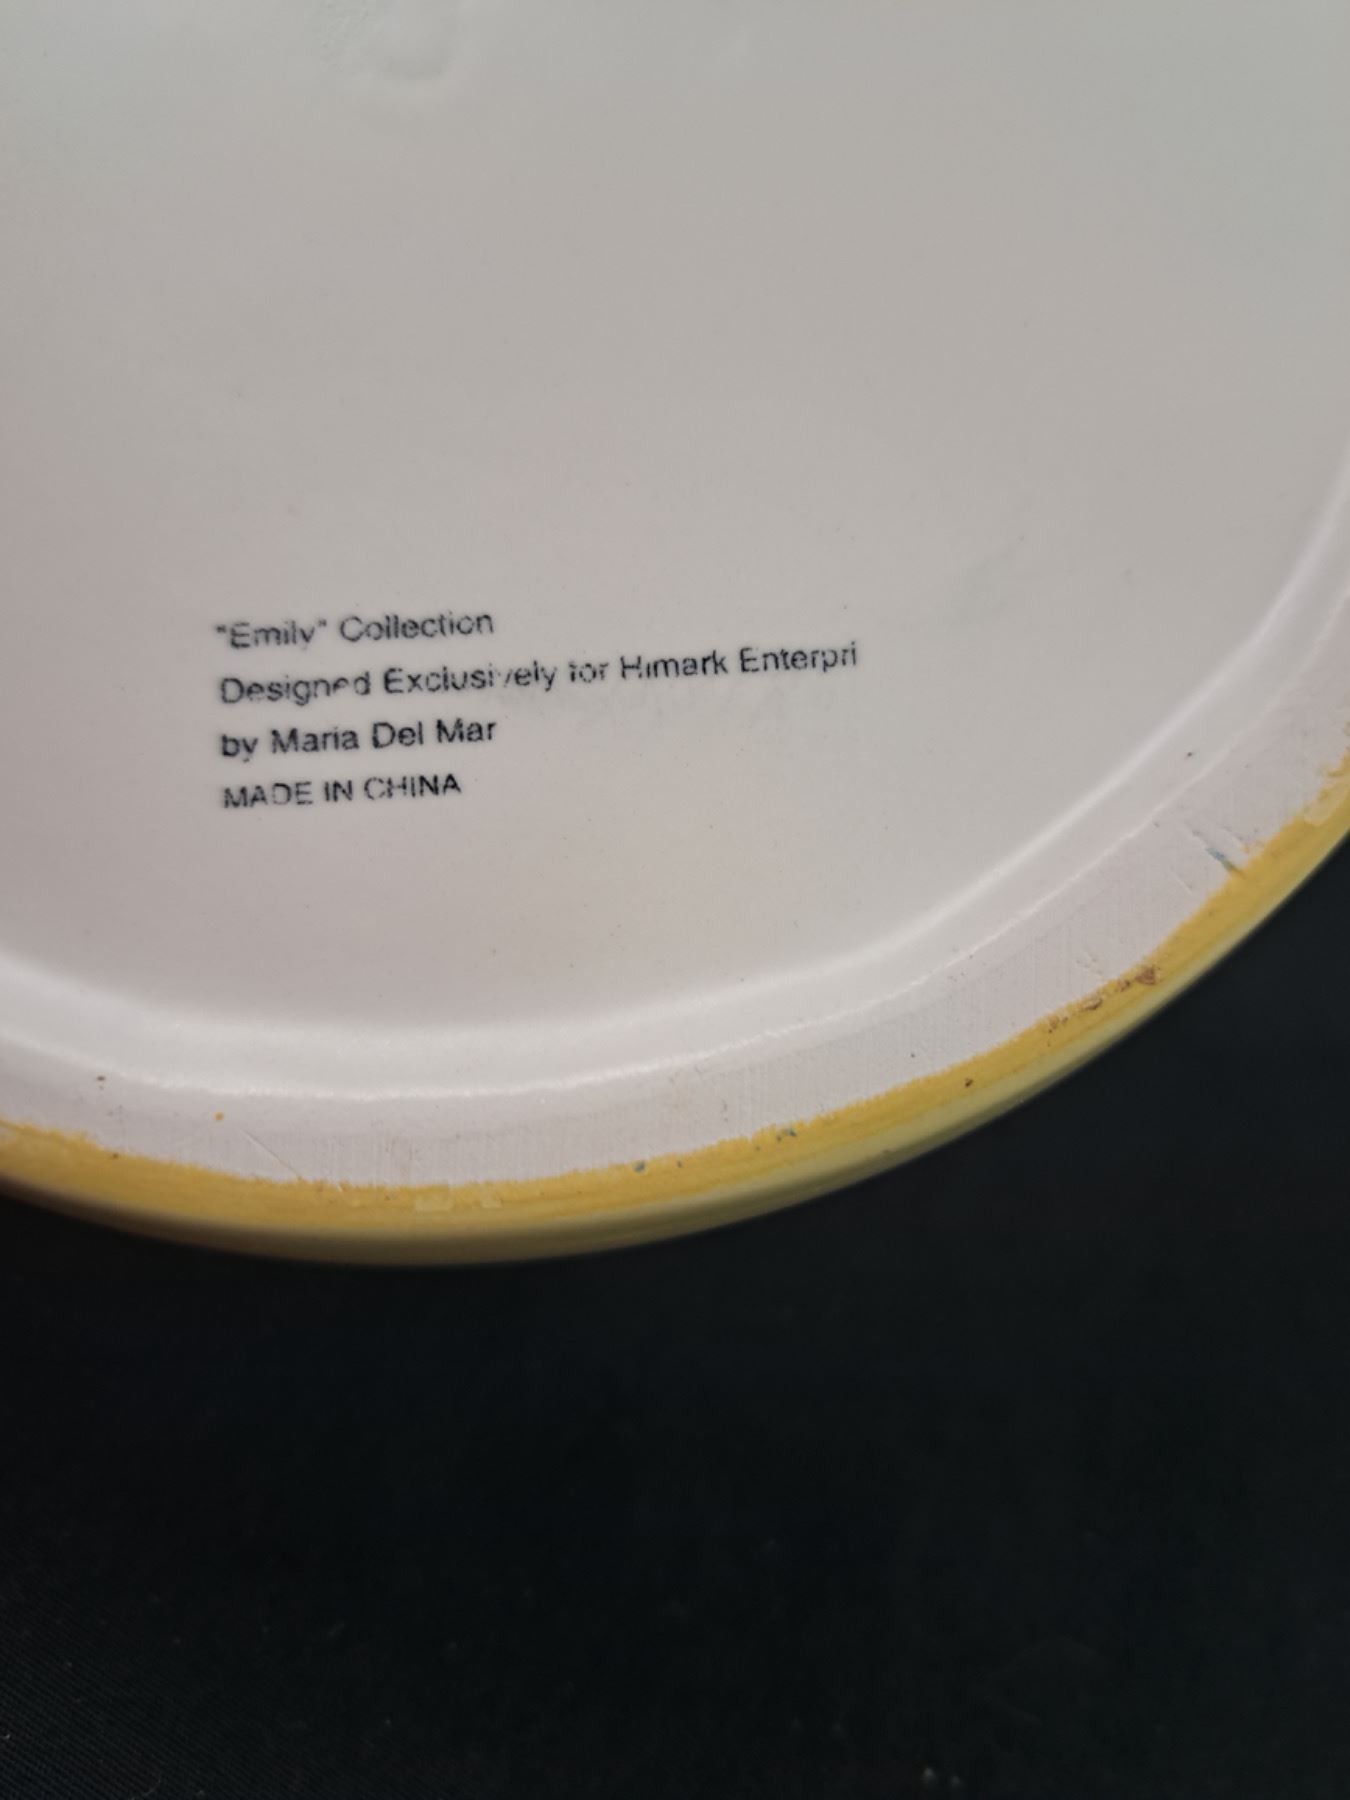 "Emily" Collection
Designed Exclusively for Himark Enterpri
by Maria Del Mar
MADE IN CHINA